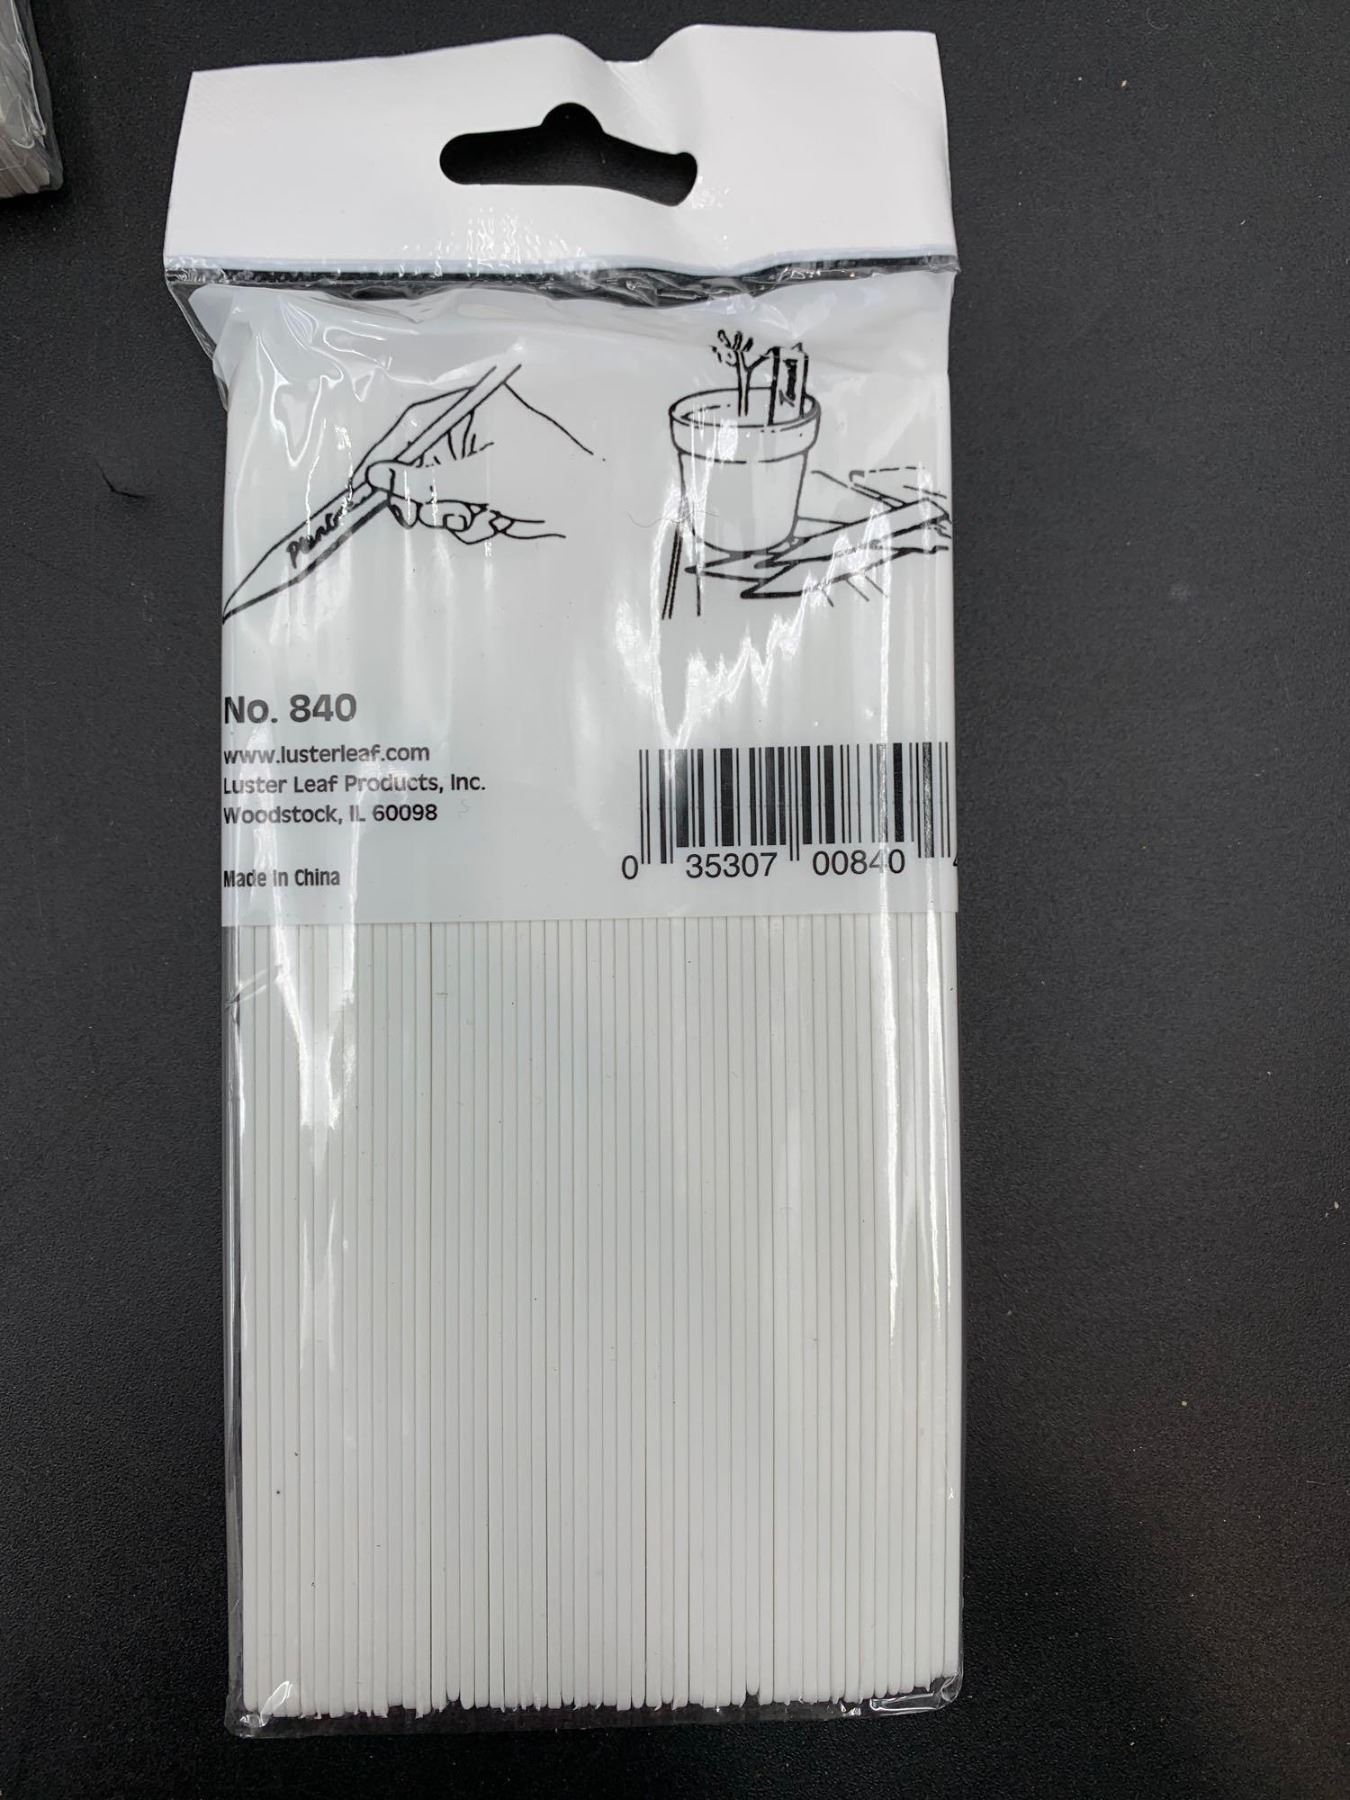 Plant
No. 840
www.lusterleaf.com
Luster Leaf Products, Inc.
Woodstock, IL 60098
Made In China
0 35307 00840 4